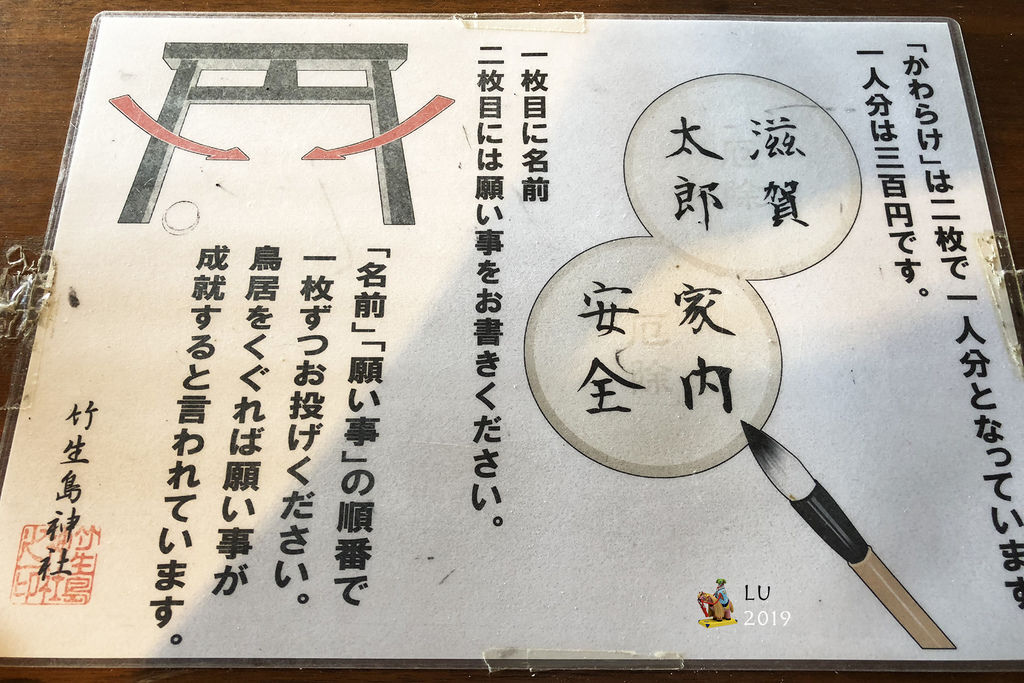 「かわらけ」は二枚で一人分となっています
一人分は三百円です。
滋賀
太郎
家内
安全
一枚目に名前
二枚目には願い事をお書きください。
「名前」「願い事」の順番で
一枚ずつお投げください。
鳥居をくぐれば願い事が
成就すると言われています。
竹生島神社
LU
2019